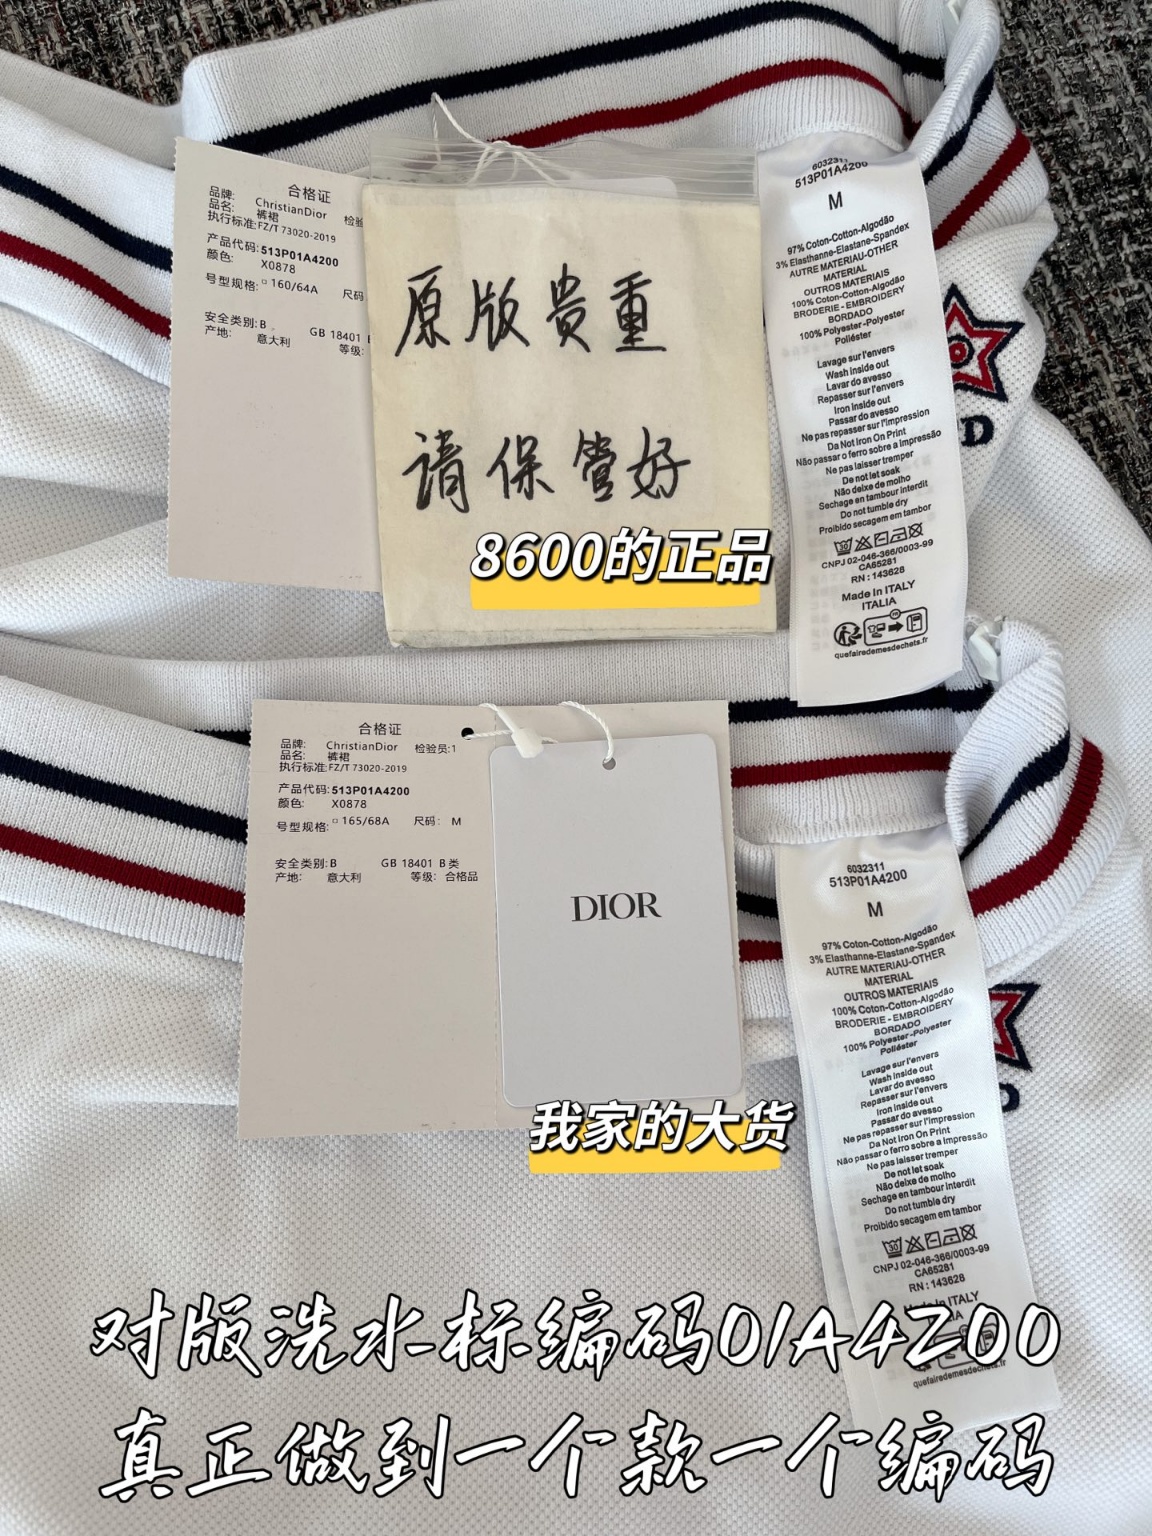 合格证
品牌: ChristianDior 检验
品名: 裤裙
执行标准:FZ/T 73020-2019
产品代码:513P01A4200
颜色: X0878
号型规格: 160/64A 尺码
安全类别:B GB 18401
产地: 意大利 等级:
原版贵重
请保管好
8600的正品
6032311
513P01A4200
M
97% Coton-Cotton-Algodão
3% Elasthanne-Elastane-Spandex
AUTRE MATERIAU-OTHER
MATERIAL
OUTROS MATERIAIS
100% Coton-Cotton-Algodão
BRODERIE - EMBROIDERY
BORDADO
100% Polyester-Polyester
Poliéster
Lavage sur l'envers
Wash inside out
Lavar do avesso
Repasser sur l'envers
Iron inside out
Passar do avesso
Ne pas repasser sur l'impression
Da Not Iron On Print
Não passar o ferro sobre a Impressão
Ne pas laisser tremper
De not let soak
Não deixe de molho
Sechage en tambour interdit
Do not tumble dry
Proibido secagem em tambor
30
CNPJ 02-046-366/0003-99
CA65281
RN : 143628
Made In ITALY
ITALIA
FR
quefairedemesdechets.fr
D
合格证
品牌: ChristianDior 检验员:1
品名: 裤裙
执行标准:FZ/T 73020-2019
产品代码:513P01A4200
颜色: X0878
号型规格: 165/68A 尺码: M
安全类别:B GB 18401 B类
产地: 意大利 等级: 合格品
DIOR
我家的大货
6032311
513P01A4200
M
97% Coton-Cotton-Algodão
3% Elasthanne-Elastane-Spandex
AUTRE MATERIAU-OTHER
MATERIAL
OUTROS MATERIAIS
100% Coton-Cotton-Algodão
BRODERIE - EMBROIDERY
BORDADO
100% Polyester-Polyester
Poliéster
Lavage sur l'envers
Wash inside out
Lavar do avesso
Repasser sur l'envers
Iron inside out
Passar do avesso
Ne pas repasser sur l'impression
Da Not Iron On Print
Não passar o ferro sobre a Impressão
Ne pas laisser tremper
De not let soak
Não deixe de molho
Sechage en tambour interdit
Do not tumble dry
Proibido secagem em tambor
30
CNPJ 02-046-366/0003-99
CA65281
RN : 143628
ITALY
quefairedemesdechets.fr
对版洗水标编码01A4200
真正做到一个款一个编码